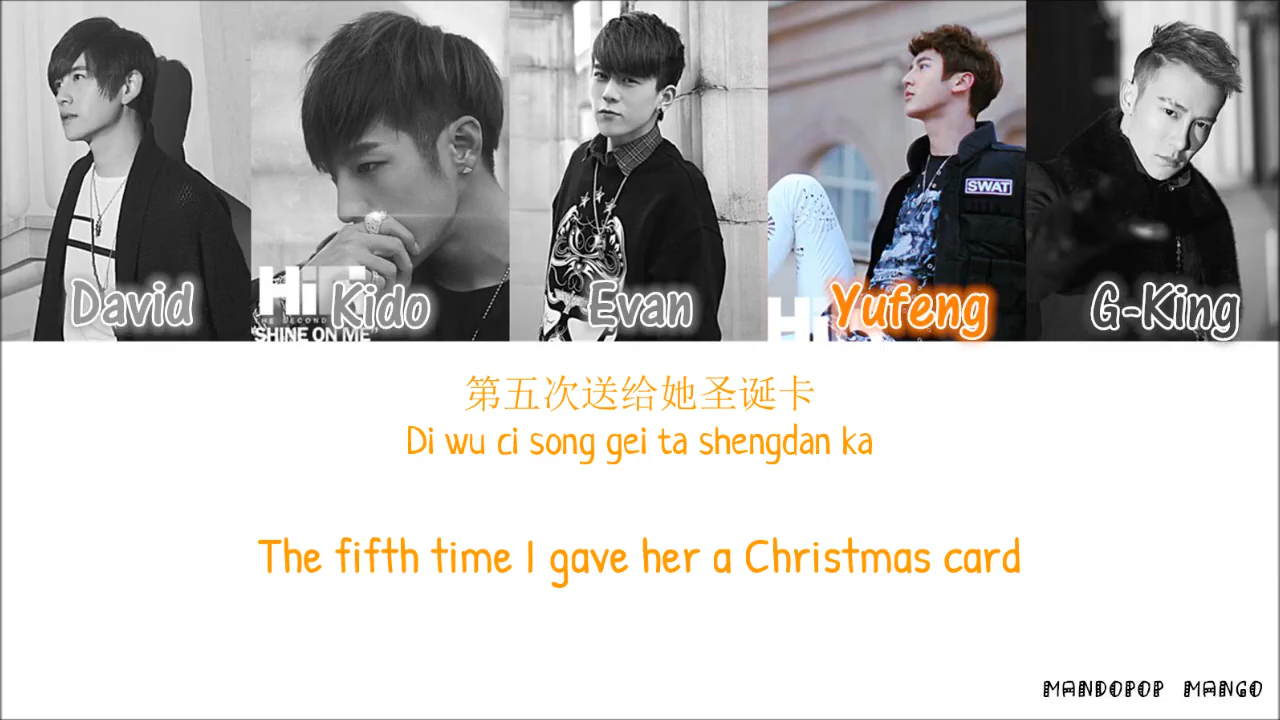 SWAT
David
Kido
Evan
Yufeng
G-King
SHINE ON ME
第五次送给她圣诞卡
Di wu ci song gei ta shengdan ka
The fifth time I gave her a Christmas card
MANDOPOP MANGO